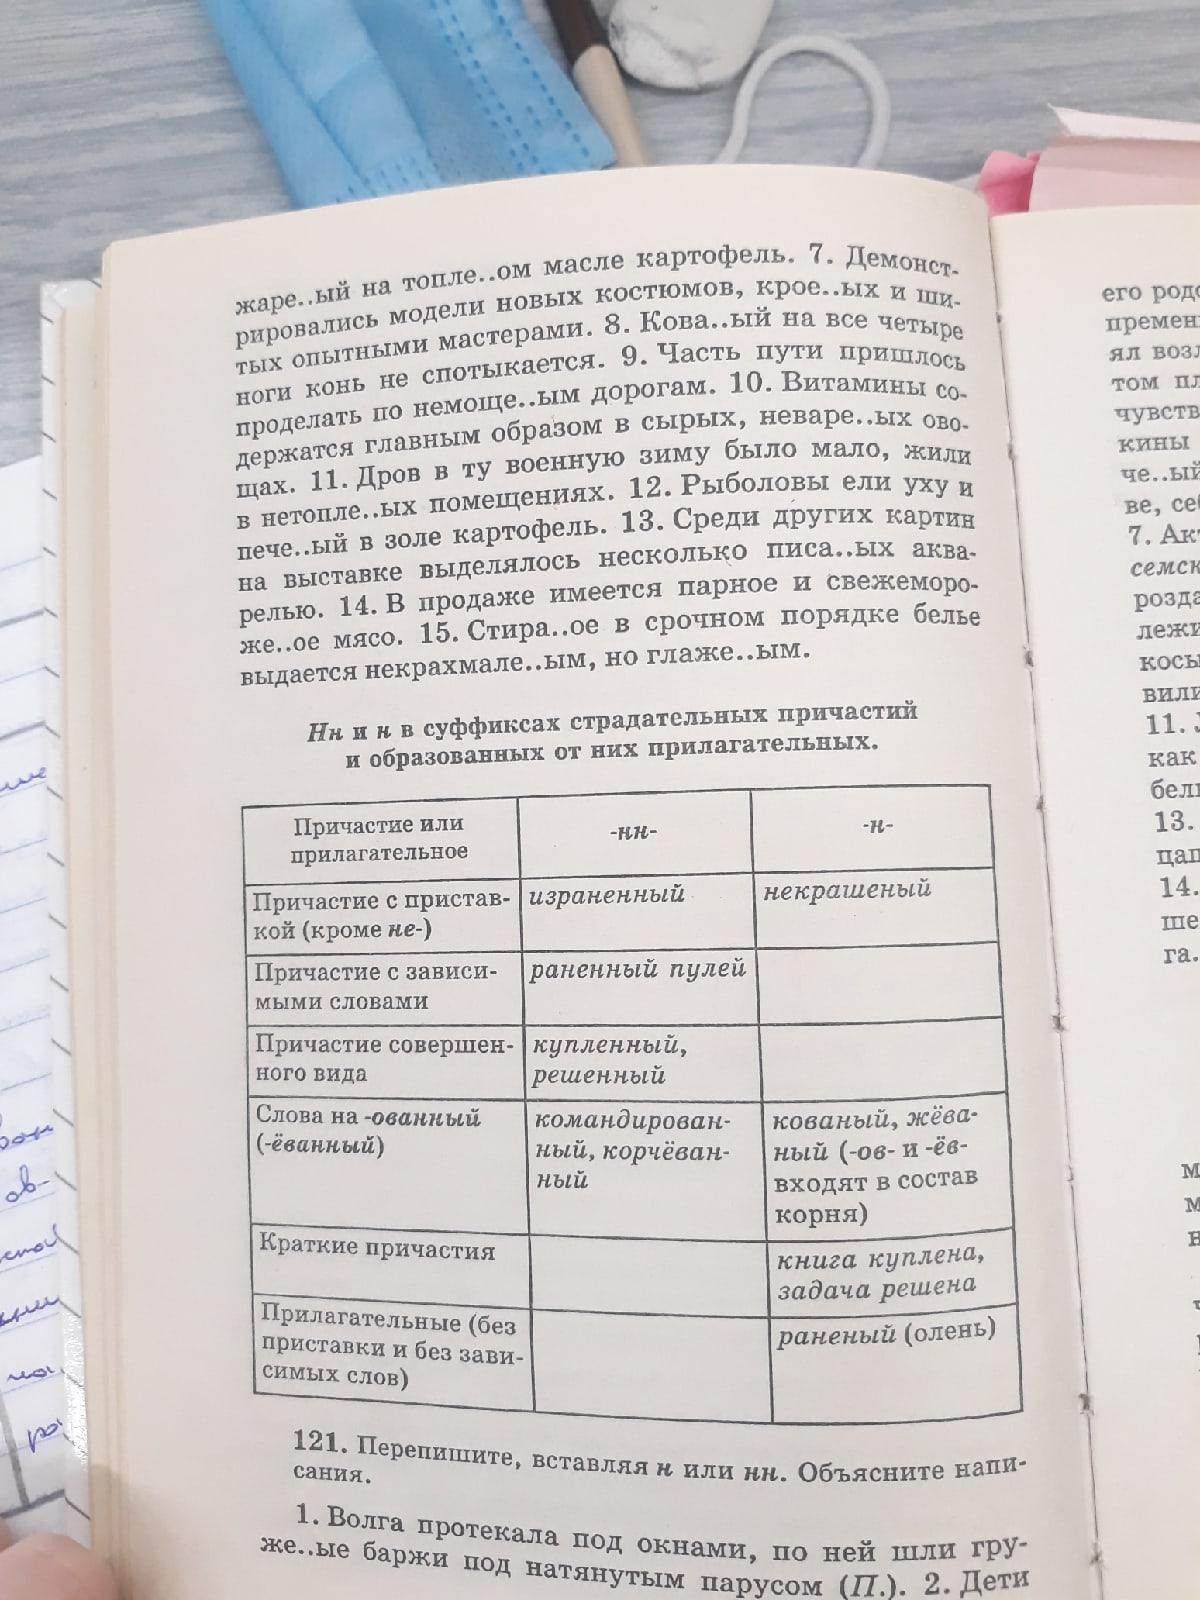 жаре..ый на топле..ом масле картофель. 7. Демонст-
рировались модели новых костюмов, крое..ых и ши-
тых опытными мастерами. 8. Кова..ый на все четыре
ноги конь не спотыкается. 9. Часть пути пришлось
проделать по немоще..ым дорогам. 10. Витамины со-
держатся главным образом в сырых, неваре..ых ово-
щах. 11. Дров в ту военную зиму было мало, жили
в нетопле..ых помещениях. 12. Рыболовы ели уху и
пече..ый в золе картофель. 13. Среди других картин
на выставке выделялось несколько писа..ых аква-
релью. 14. В продаже имеется парное и свежеморо-
же..ое мясо. 15. Стира..ое в срочном порядке белье
выдается некрахмале..ым, но глаже..ым.
Нн и н в суффиксах страдательных причастий
и образованных от них прилагательных.
Причастие или
прилагательное
-нн-
-н-
Причастие с пристав-
кой (кроме не-)
израненный
некрашеный
Причастие с зависи-
мыми словами
раненный пулей
Причастие совершен-
ного вида
купленный,
решенный
Слова на -ованный
(-ёванный)
командирован-
ный, корчёван-
ный
кованый, жёва-
ный (-ов- и -ёв-
входят в состав
корня)
Краткие причастия
книга куплена,
задача решена
Прилагательные (без
приставки и без зави-
симых слов)
раненый (олень)
121. Перепишите, вставляя н или нн. Объясните напи-
сания.
1. Волга протекала под окнами, по ней шли гру-
же..ые баржи под натянутым парусом (П.). 2. Дети
его родо
премен
ял возл
том пл
чувств
кины
че..ый
ве, се
7. Ак
семск
розда
лежи
косы
вили
11.
как
бел
13.
цап
14.
ше
га.